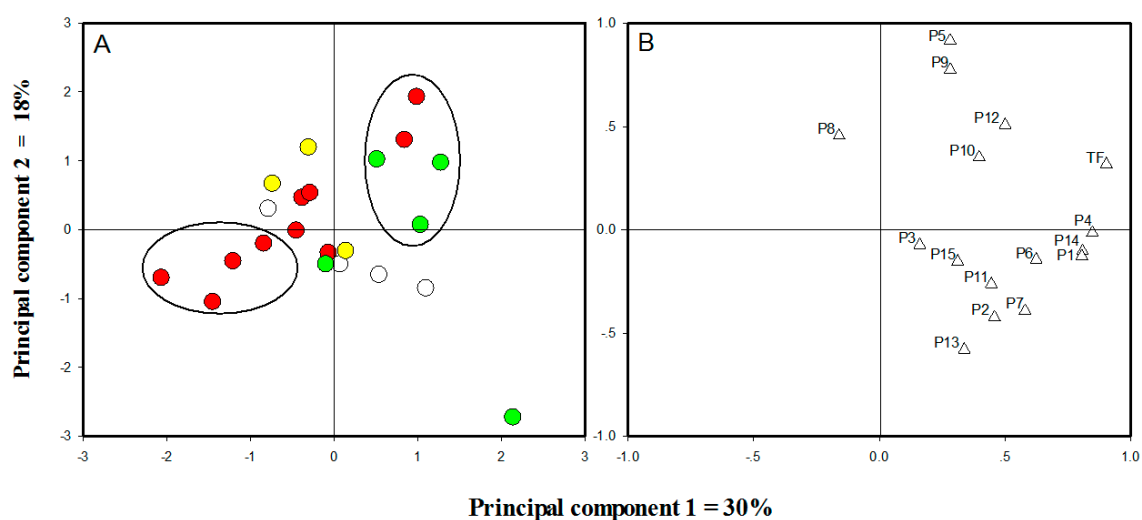 A
B
Principal component 2 = 18%
3
2
1
0
-1
-2
-3
-3
-2
-1
0
1
2
3
1.0
.5
0.0
-.5
-1.0
-1.0
-.5
0.0
.5
1.0
P5
P9
P8
P12
P10
TF
P4
P3
P14
P15
P6
P1
P11
P2
P7
P13
Principal component 1 = 30%